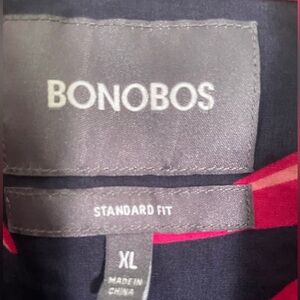 BONOBOS
STANDARD FIT
XL
MADE IN
CHINA